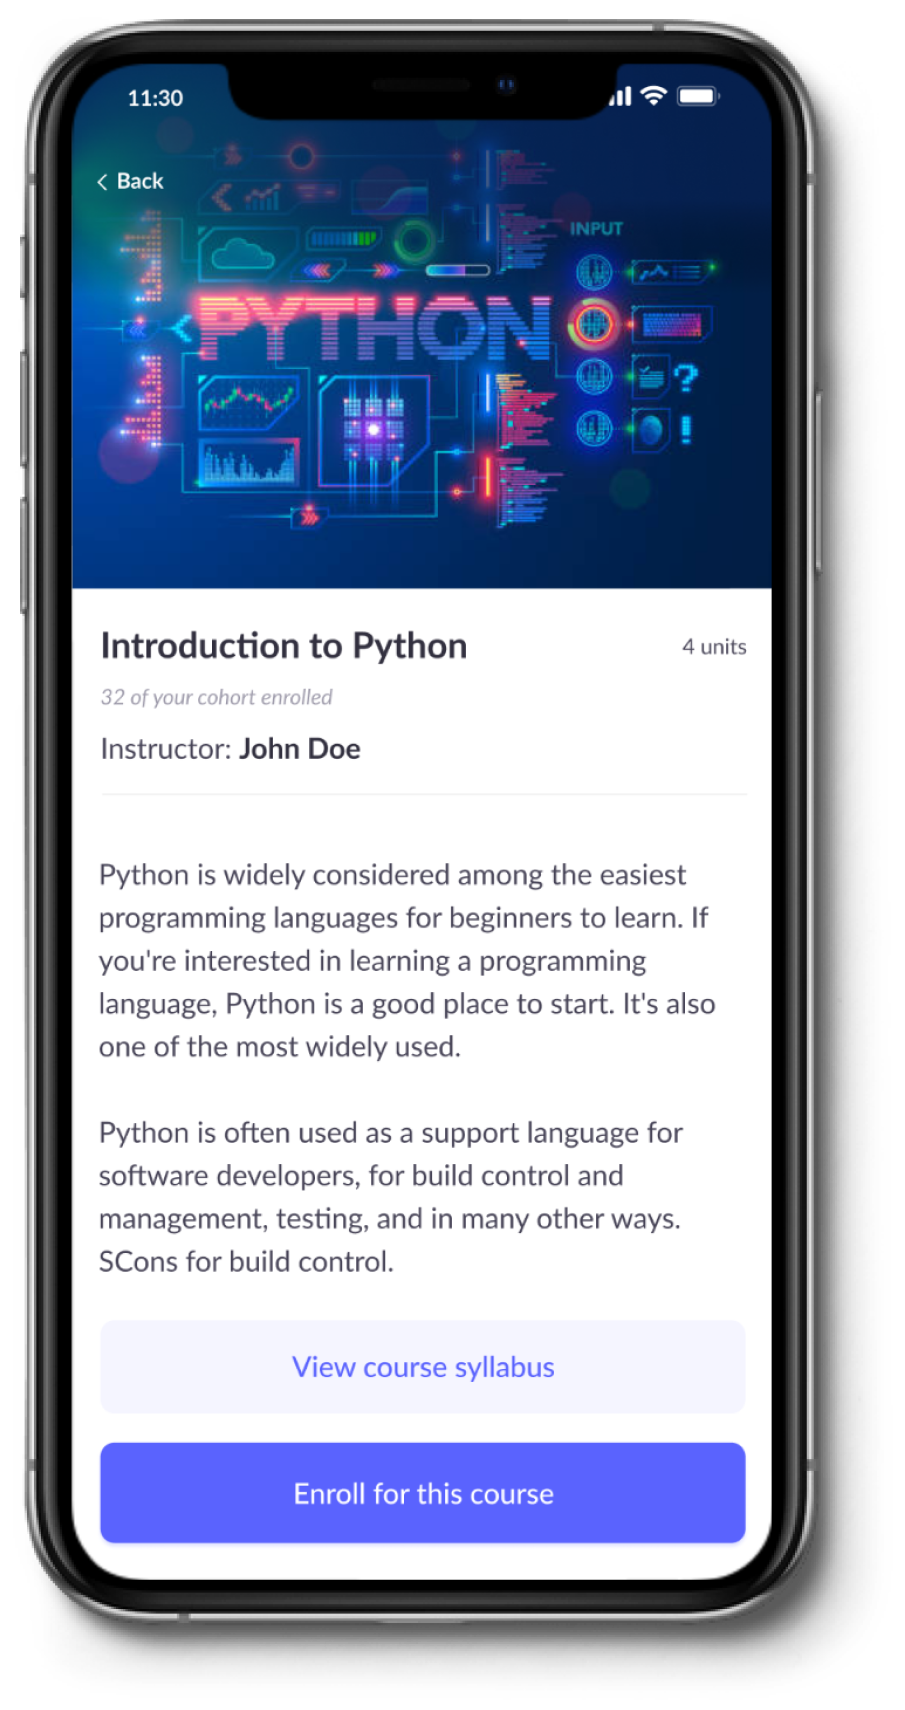 11:30
Back
INPUT
PYTHON
?
!
Introduction to Python
4 units
32 of your cohort enrolled
Instructor: John Doe
Python is widely considered among the easiest
programming languages for beginners to learn. If
you're interested in learning a programming
language, Python is a good place to start. It's also
one of the most widely used.
Python is often used as a support language for
software developers, for build control and
management, testing, and in many other ways.
SCons for build control.
View course syllabus
Enroll for this course